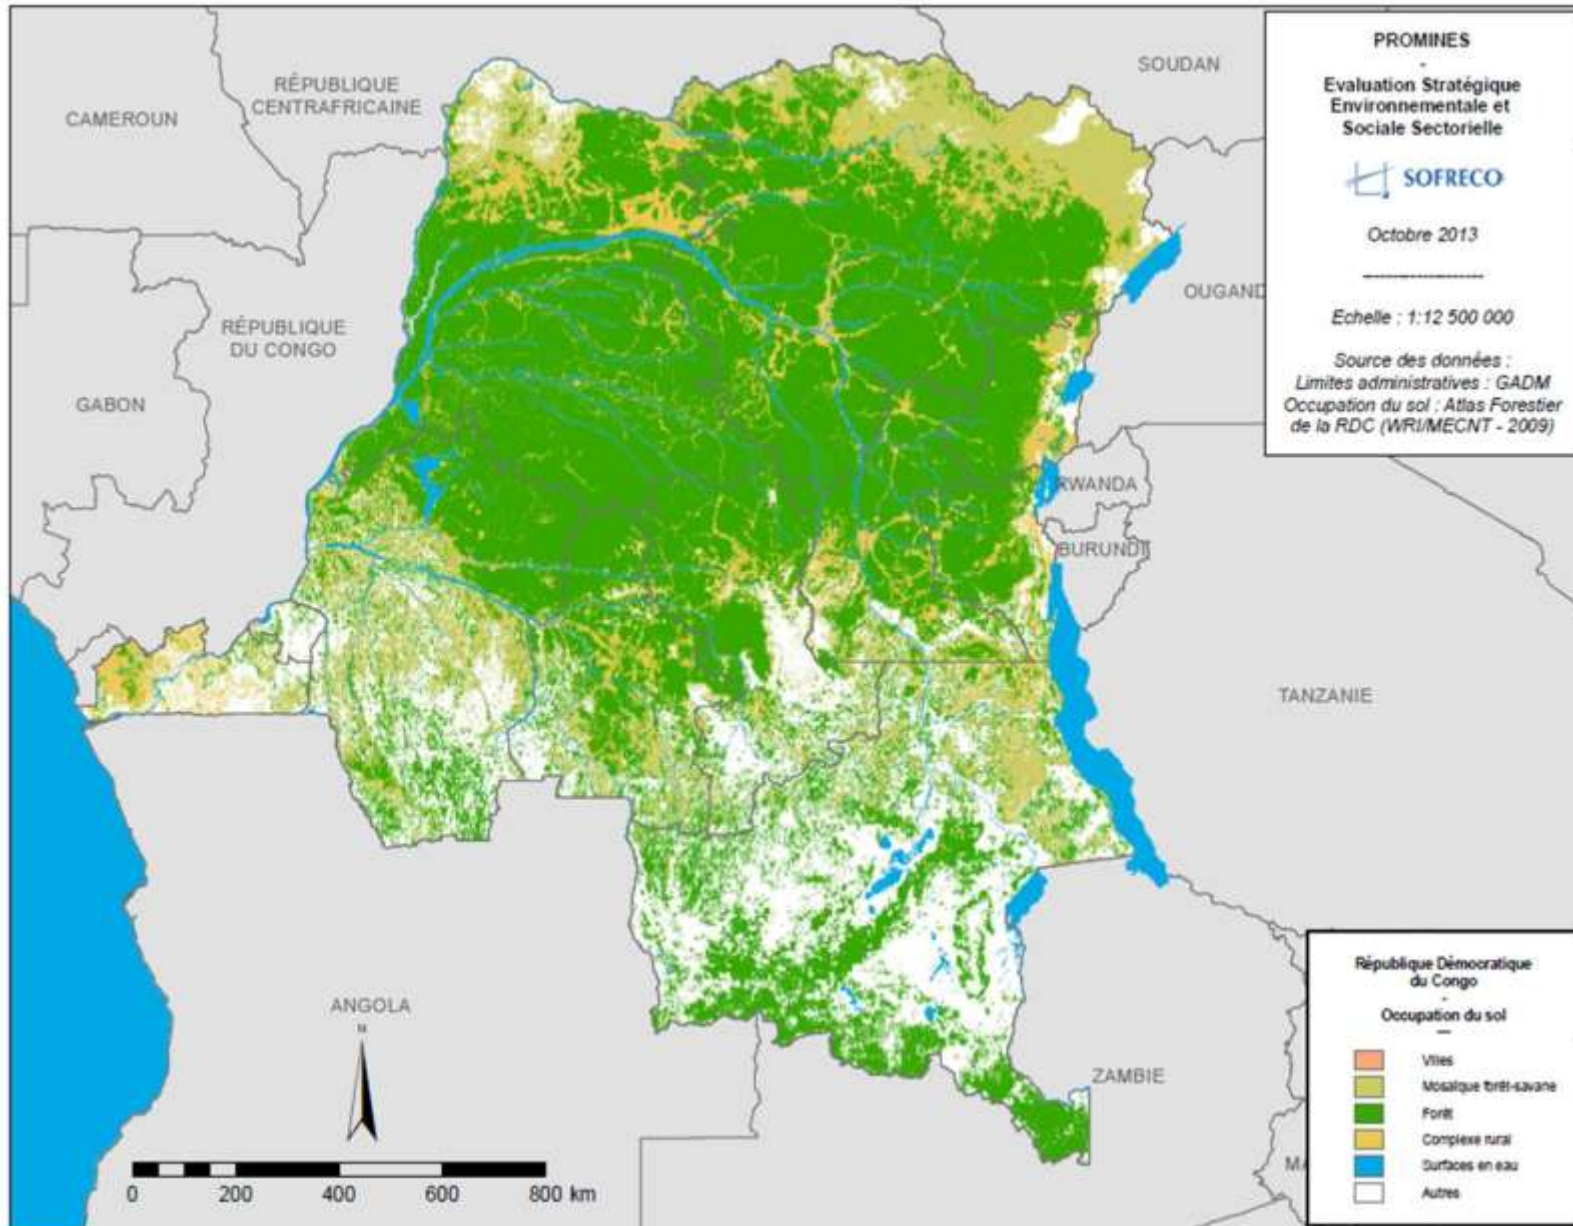 PROMINES
-
Evaluation Stratégique
Environnementale et
Sociale Sectorielle
SOFRECO
Octobre 2013
--------------------
Echelle : 1:12 500 000
Source des données :
Limites administratives : GADM
Occupation du sol : Atlas Forestier
de la RDC (WRI/MECNT - 2009)
SOUDAN
RÉPUBLIQUE
CENTRAFRICAINE
CAMEROUN
OUGAND
RÉPUBLIQUE
DU CONGO
GABON
RWANDA
BURUNDI
TANZANIE
ANGOLA
N
ZAMBIE
MA
0 200 400 600 800 km
République Démocratique
du Congo
-
Occupation du sol
—
Villes
Mosaïque forêt-savane
Forêt
Complexe rural
Surfaces en eau
Autres